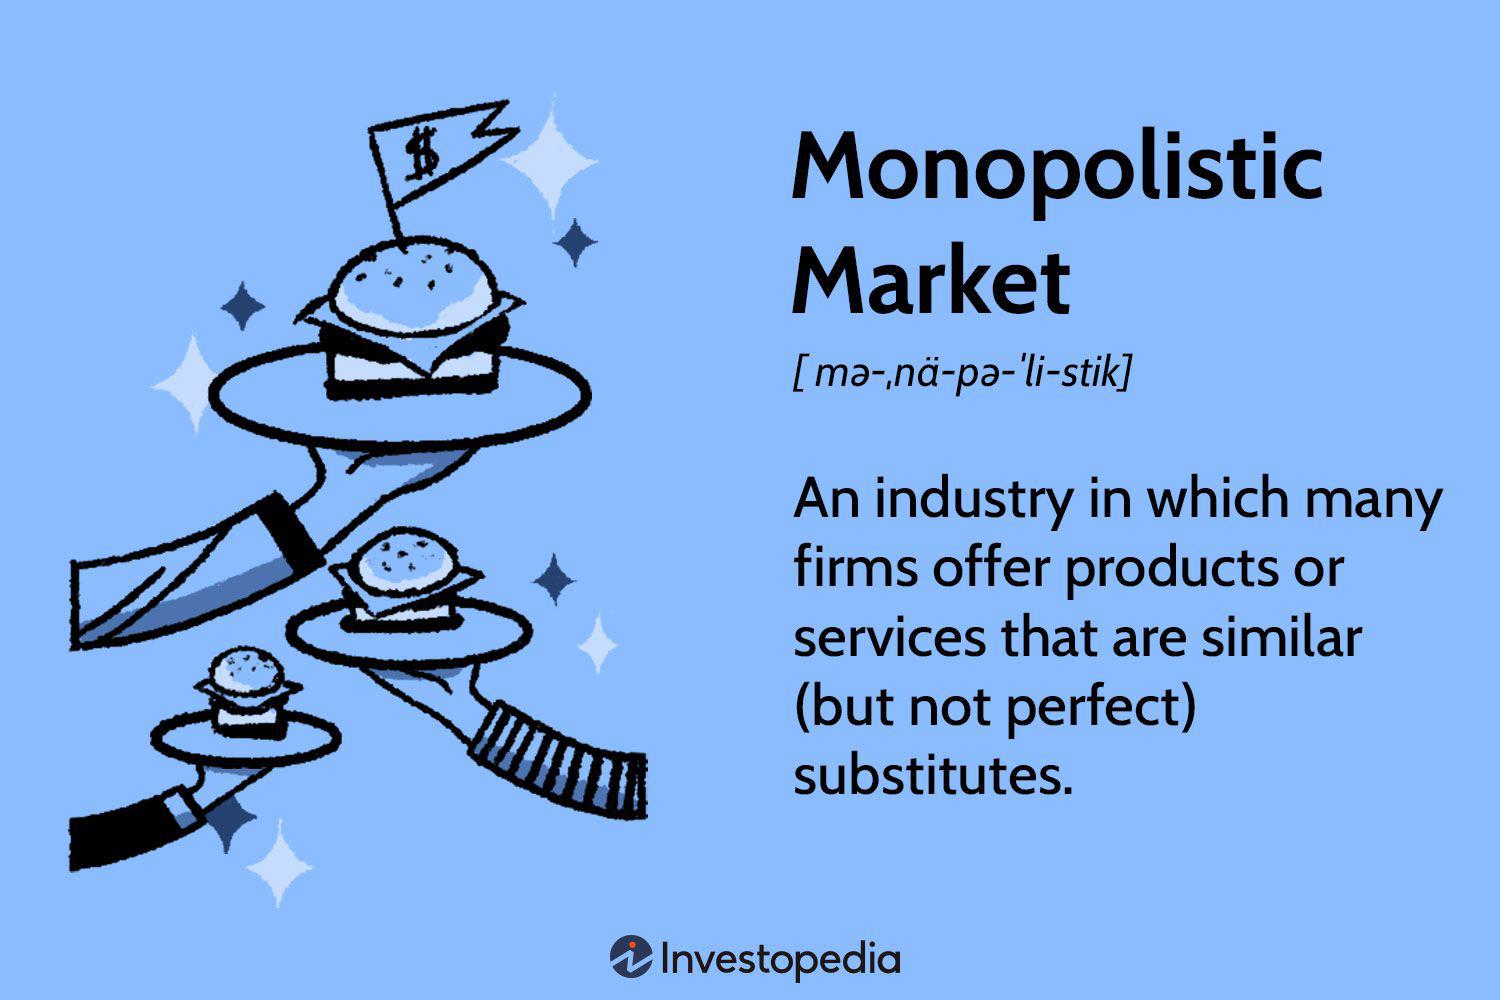 $
Monopolistic
Market
[ mə-ˌnä-pə-ˈli-stik]
An industry in which many
firms offer products or
services that are similar
(but not perfect)
substitutes.
Investopedia